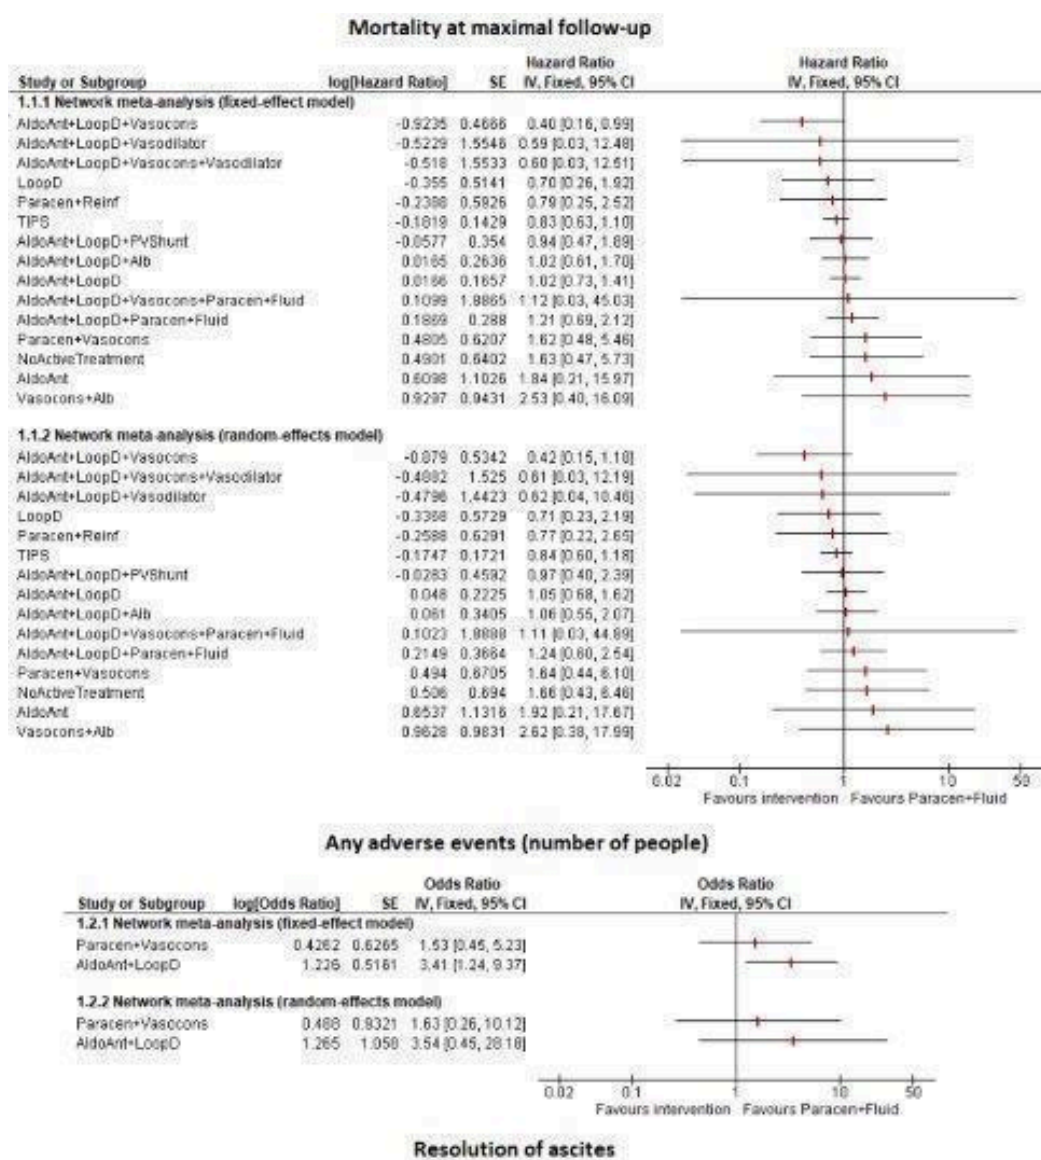 Mortality at maximal follow-up
Hazard Ratio Hazard Ratio
Study or Subgroup log[Hazard Ratio] SE IV, Fixed, 95% CI IV, Fixed, 95% CI
1.1.1 Network meta-analysis (fixed-effect model)
AldoAnt+LoopD+Vasocons -0.9235 0.4666 0.40 [0.16, 0.99]
AldoAnt+LoopD+Vasodilator -0.5229 1.5546 0.59 [0.03, 12.48]
AldoAnt+LoopD+Vasocons+Vasodilator -0.518 1.5533 0.60 [0.03, 12.51]
LoopD -0.355 0.5141 0.70 [0.26, 1.92]
Paracen+Reinf -0.2388 0.5926 0.79 [0.25, 2.52]
TIPS -0.1819 0.1429 0.83 [0.63, 1.10]
AldoAnt+LoopD+PVShunt -0.0577 0.354 0.94 [0.47, 1.89]
AldoAnt+LoopD+Alb 0.0165 0.2636 1.02 [0.61, 1.70]
AldoAnt+LoopD 0.0166 0.1657 1.02 [0.73, 1.41]
AldoAnt+LoopD+Vasocons+Paracen+Fluid 0.1099 1.8865 1.12 [0.03, 45.03]
AldoAnt+LoopD+Paracen+Fluid 0.1869 0.288 1.21 [0.69, 2.12]
Paracen+Vasocons 0.4805 0.6207 1.62 [0.48, 5.46]
NoActiveTreatment 0.4901 0.6402 1.63 [0.47, 5.73]
AldoAnt 0.6098 1.1026 1.84 [0.21, 15.97]
Vasocons+Alb 0.9297 0.9431 2.53 [0.40, 16.09]
1.1.2 Network meta-analysis (random-effects model)
AldoAnt+LoopD+Vasocons -0.879 0.5342 0.42 [0.15, 1.18]
AldoAnt+LoopD+Vasocons+Vasodilator -0.4882 1.525 0.61 [0.03, 12.19]
AldoAnt+LoopD+Vasodilator -0.4796 1.4423 0.62 [0.04, 10.46]
LoopD -0.3368 0.5729 0.71 [0.23, 2.19]
Paracen+Reinf -0.2588 0.6291 0.77 [0.22, 2.65]
TIPS -0.1747 0.1721 0.84 [0.60, 1.18]
AldoAnt+LoopD+PVShunt -0.0283 0.4592 0.97 [0.40, 2.39]
AldoAnt+LoopD 0.048 0.2225 1.05 [0.68, 1.62]
AldoAnt+LoopD+Alb 0.061 0.3405 1.06 [0.55, 2.07]
AldoAnt+LoopD+Vasocons+Paracen+Fluid 0.1023 1.8888 1.11 [0.03, 44.89]
AldoAnt+LoopD+Paracen+Fluid 0.2149 0.3664 1.24 [0.60, 2.54]
Paracen+Vasocons 0.494 0.6705 1.64 [0.44, 6.10]
NoActiveTreatment 0.506 0.694 1.66 [0.43, 6.46]
AldoAnt 0.6537 1.1316 1.92 [0.21, 17.67]
Vasocons+Alb 0.9628 0.9831 2.62 [0.38, 17.99]
0.02 0.1 1 10 50
Favours intervention Favours Paracen+Fluid
Any adverse events (number of people)
Odds Ratio Odds Ratio
Study or Subgroup log[Odds Ratio] SE IV, Fixed, 95% CI IV, Fixed, 95% CI
1.2.1 Network meta-analysis (fixed-effect model)
Paracen+Vasocons 0.4262 0.6265 1.53 [0.45, 5.23]
AldoAnt+LoopD 1.226 0.5161 3.41 [1.24, 9.37]
1.2.2 Network meta-analysis (random-effects model)
Paracen+Vasocons 0.488 0.9321 1.63 [0.26, 10.12]
AldoAnt+LoopD 1.265 1.058 3.54 [0.45, 28.18]
0.02 0.1 1 10 50
Favours intervention Favours Paracen+Fluid
Resolution of ascites